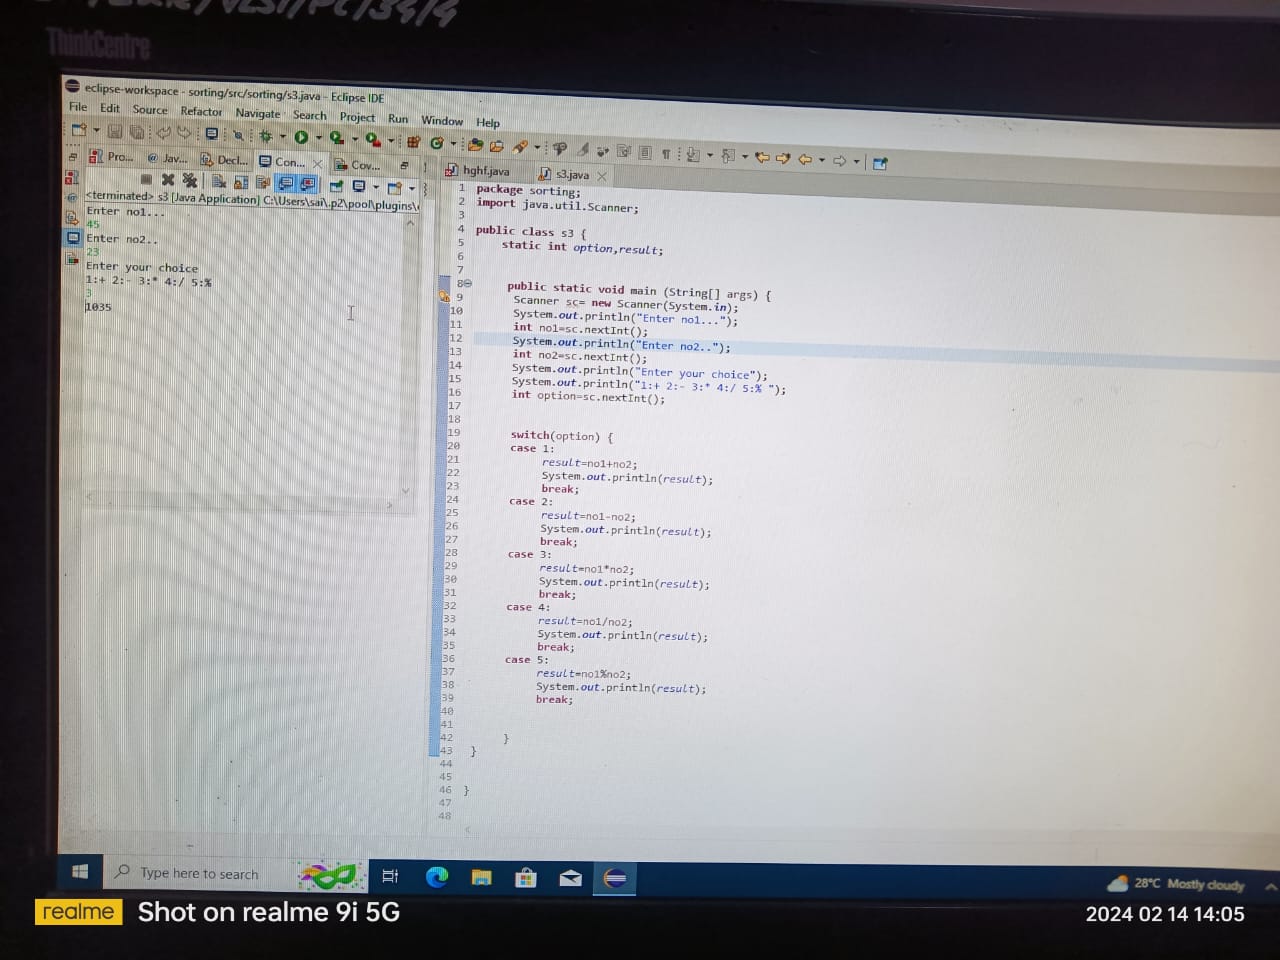 ThinkCentre
eclipse-workspace - sorting/src/sorting/s3.java - Eclipse IDE
File Edit Source Refactor Navigate Search Project Run Window Help
Pro... Jav... Decl... Con... Cov...
<terminated> s3 [Java Application] C:\Users\sai\.p2\pool\plugins\
Enter no1...
45
Enter no2..
23
Enter your choice
1:+ 2:- 3:* 4:/ 5:%
3
1035
hghf.java s3.java
1 package sorting;
2 import java.util.Scanner;
3
4 public class s3 {
5 static int option,result;
6
7
8 public static void main (String[] args) {
9 Scanner sc= new Scanner(System.in);
10 System.out.println("Enter no1...");
11 int no1=sc.nextInt();
12 System.out.println("Enter no2..");
13 int no2=sc.nextInt();
14 System.out.println("Enter your choice");
15 System.out.println("1:+ 2:- 3:* 4:/ 5:% ");
16 int option=sc.nextInt();
17
18
19 switch(option) {
20 case 1:
21 result=no1+no2;
22 System.out.println(result);
23 break;
24 case 2:
25 result=no1-no2;
26 System.out.println(result);
27 break;
28 case 3:
29 result=no1*no2;
30 System.out.println(result);
31 break;
32 case 4:
33 result=no1/no2;
34 System.out.println(result);
35 break;
36 case 5:
37 result=no1%no2;
38 System.out.println(result);
39 break;
40
41
42 }
43 }
44
45
46 }
47
48
Type here to search
28°C Mostly cloudy
realme Shot on realme 9i 5G
2024 02 14 14:05